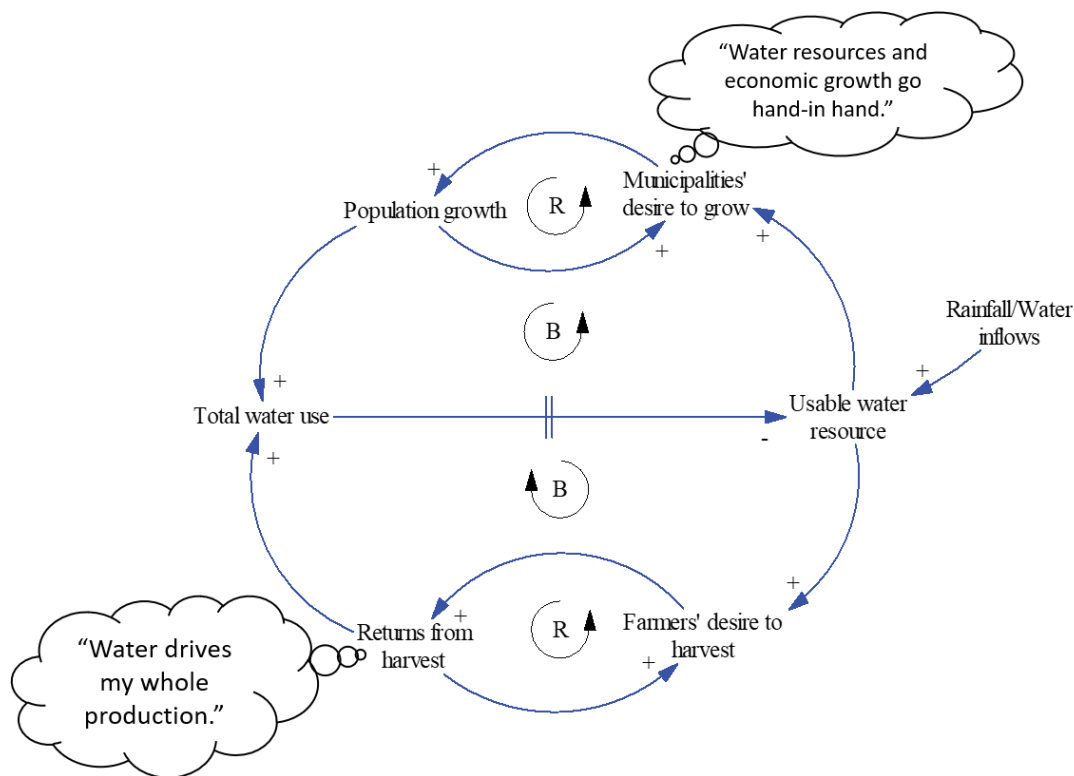 “Water resources and
economic growth go
hand-in hand.”
+
Population growth
R
Municipalities'
desire to grow
+
+
B
Rainfall/Water
inflows
+
+
Total water use
Usable water
resource
+
-
B
+
“Water drives
my whole
production.”
Returns from
harvest
+
R
+
Farmers' desire to
harvest